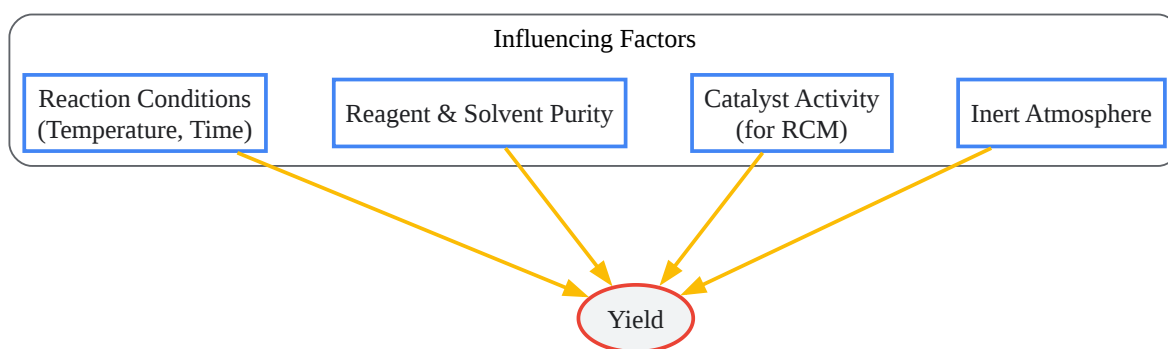 Influencing Factors
Reaction Conditions
(Temperature, Time)
Reagent & Solvent Purity
Catalyst Activity
(for RCM)
Inert Atmosphere
Yield